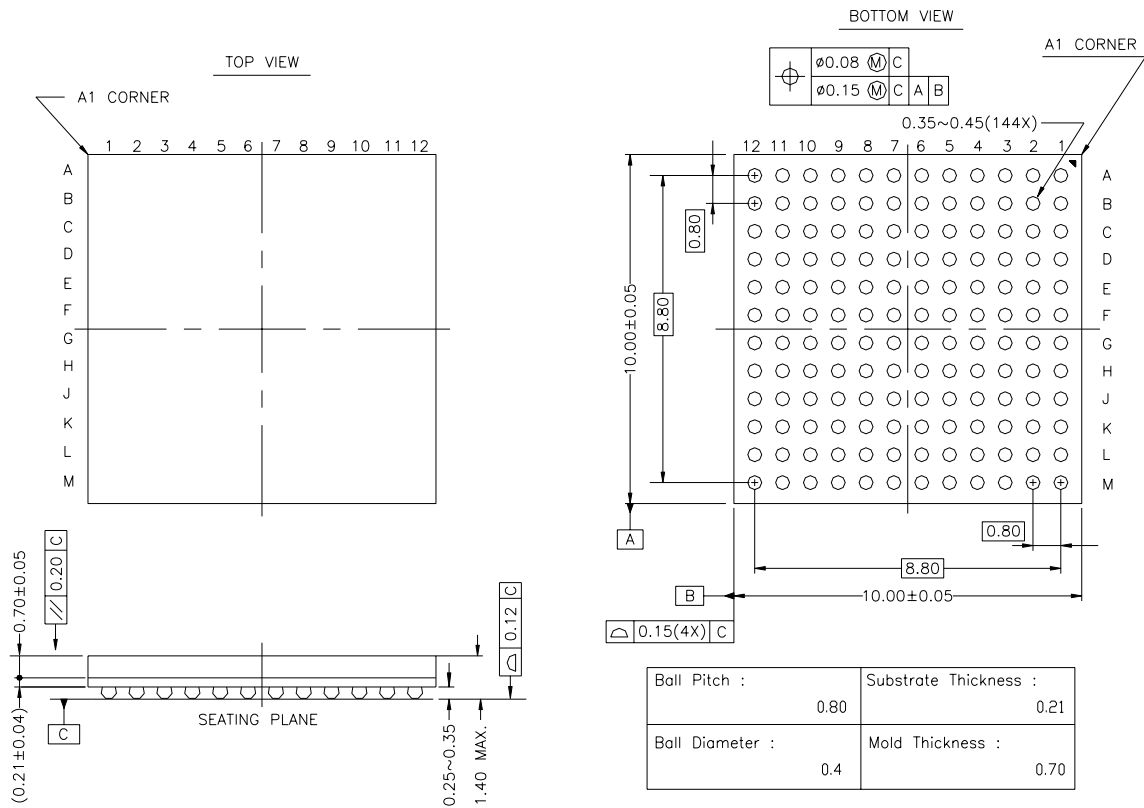 TOP VIEW
A1 CORNER
1 2 3 4 5 6 7 8 9 10 11 12
A
B
C
D
E
F
G
H
J
K
L
M
BOTTOM VIEW
A1 CORNER
⌖ ø0.08 Ⓜ C
ø0.15 Ⓜ C A B
0.35~0.45(144X)
12 11 10 9 8 7 6 5 4 3 2 1
A
B
C
D
E
F
G
H
J
K
L
M
0.80
8.80
10.00±0.05
A
0.80
8.80
B
10.00±0.05
⌓ 0.15(4X) C
0.70±0.05
// 0.20 C
(0.21±0.04)
C
SEATING PLANE
⌓ 0.12 C
0.25~0.35
1.40 MAX.
Ball Pitch :
0.80
Substrate Thickness :
0.21
Ball Diameter :
0.4
Mold Thickness :
0.70